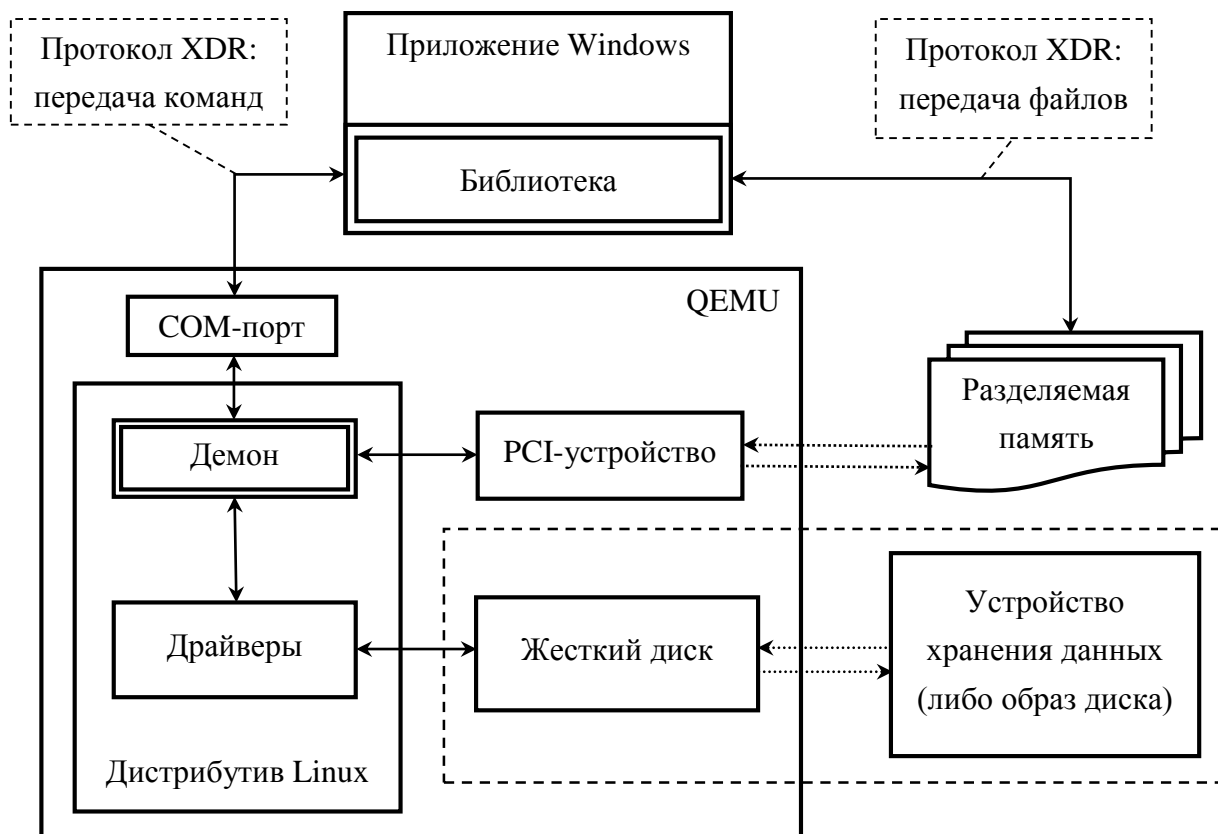 Протокол XDR:
передача команд
Приложение Windows
Протокол XDR:
передача файлов
Библиотека
QEMU
COM-порт
Разделяемая
память
Демон
PCI-устройство
Устройство
хранения данных
(либо образ диска)
Драйверы
Жесткий диск
Дистрибутив Linux